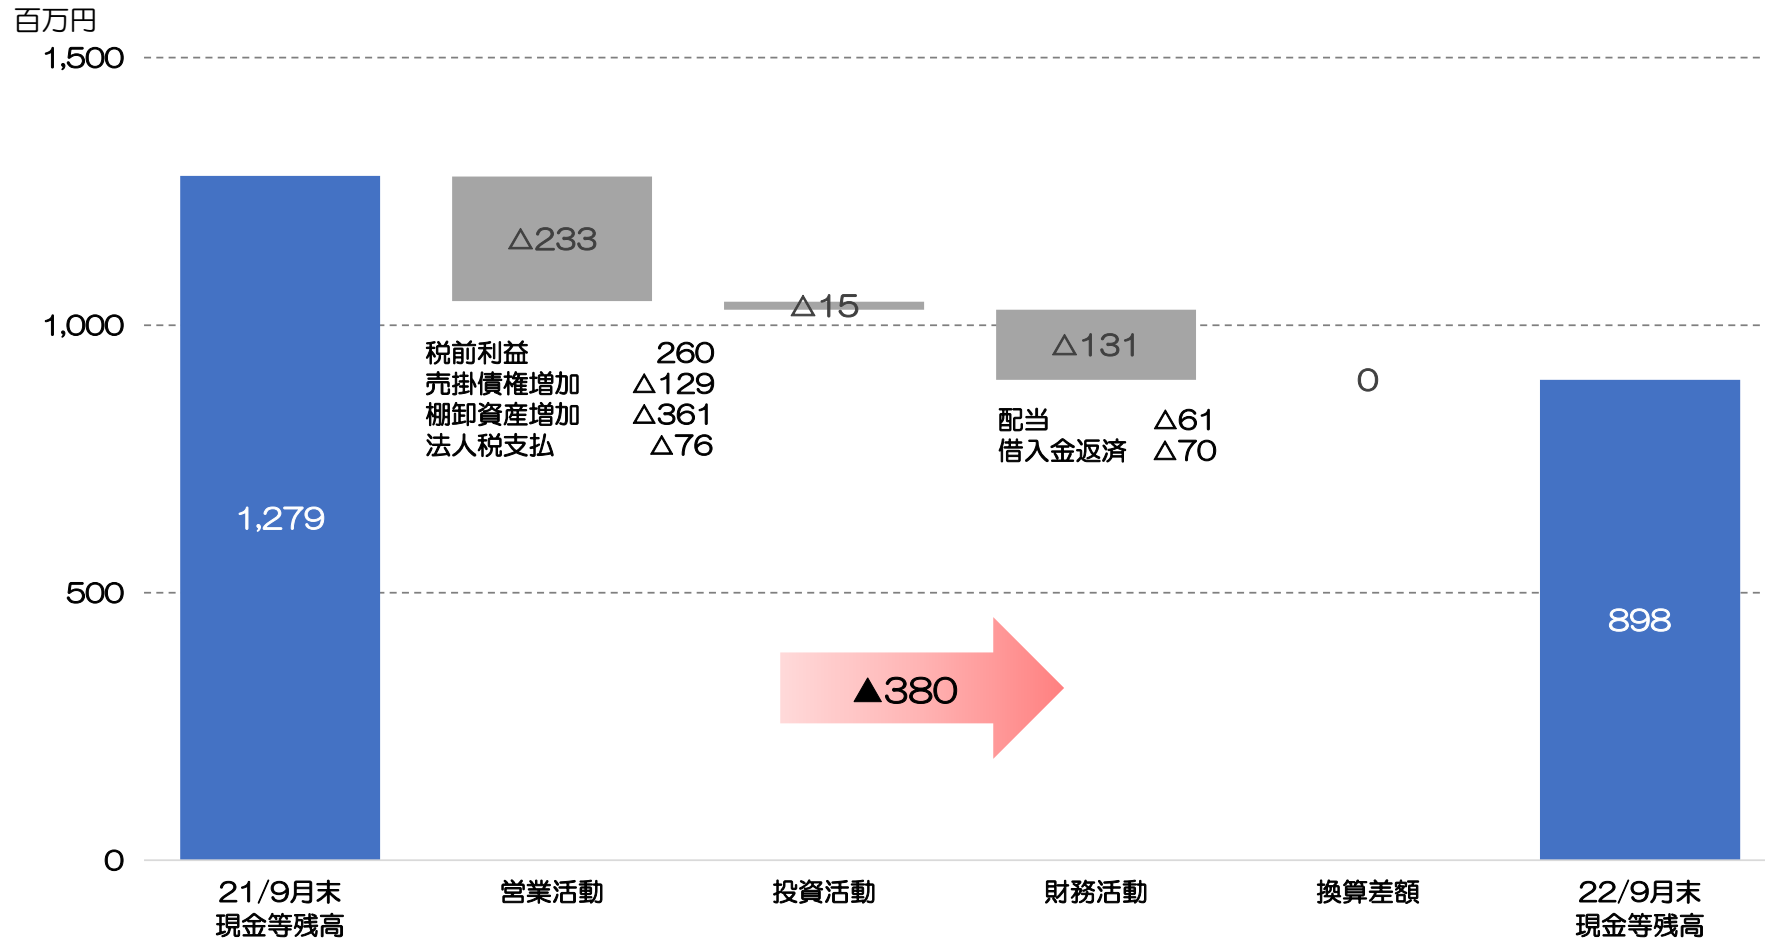 百万円
1,500
1,000
500
0
△233
△15
△131
0
税前利益 260
売掛債権増加 △129
棚卸資産増加 △361
法人税支払 △76
配当 △61
借入金返済 △70
1,279
898
▲380
21/9月末
現金等残高
営業活動
投資活動
財務活動
換算差額
22/9月末
現金等残高